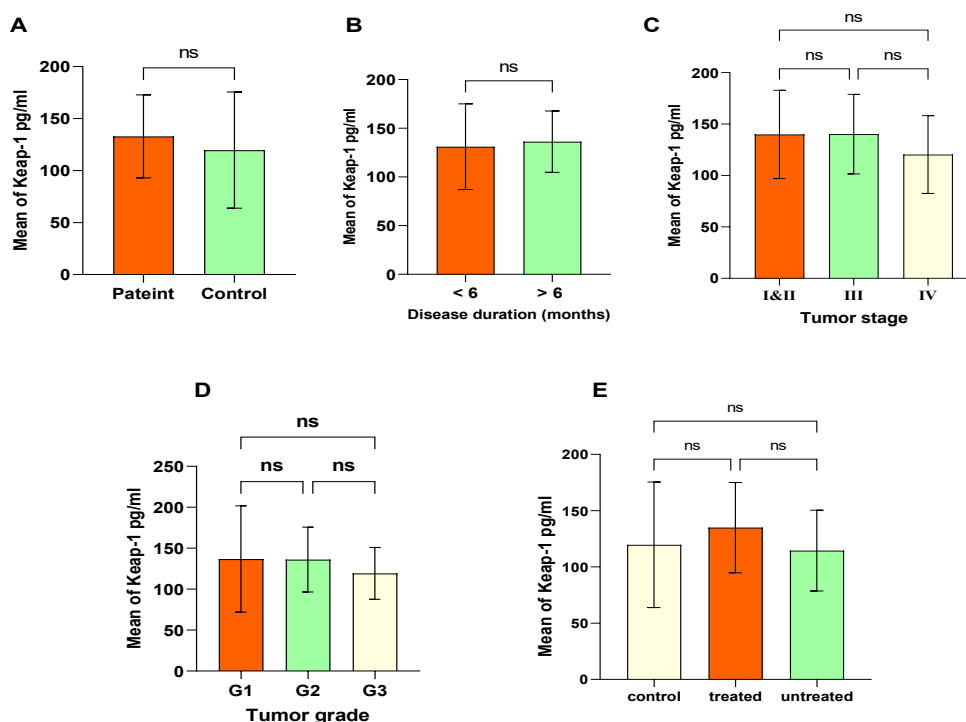 A
ns
Mean of Keap-1 pg/ml
200
150
100
50
0
Pateint Control
B
ns
Mean of Keap-1 pg/ml
200
150
100
50
0
< 6 > 6
Disease duration (months)
C
ns
ns ns
Mean of Keap-1 pg/ml
200
150
100
50
0
I&II III IV
Tumor stage
D
ns
ns ns
Mean of Keap-1 pg/ml
250
200
150
100
50
0
G1 G2 G3
Tumor grade
E
ns
ns ns
Mean of Keap-1 pg/ml
200
150
100
50
0
control treated untreated